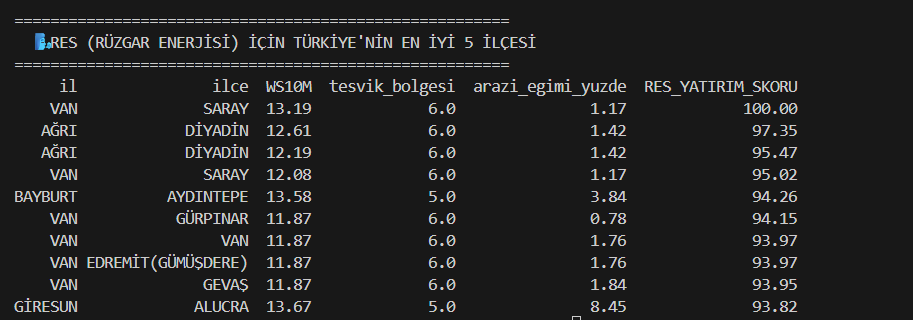 =======================================================
RES (RÜZGAR ENERJİSİ) İÇİN TÜRKİYE'NİN EN İYİ 5 İLÇESİ
=======================================================
il ilce WS10M tesvik_bolgesi arazi_egimi_yuzde RES_YATIRIM_SKORU
VAN SARAY 13.19 6.0 1.17 100.00
AĞRI DİYADİN 12.61 6.0 1.42 97.35
AĞRI DİYADİN 12.19 6.0 1.42 95.47
VAN SARAY 12.08 6.0 1.17 95.02
BAYBURT AYDINTEPE 13.58 5.0 3.84 94.26
VAN GÜRPINAR 11.87 6.0 0.78 94.15
VAN VAN 11.87 6.0 1.76 93.97
VAN EDREMİT(GÜMÜŞDERE) 11.87 6.0 1.76 93.97
VAN GEVAŞ 11.87 6.0 1.84 93.95
GİRESUN ALUCRA 13.67 5.0 8.45 93.82